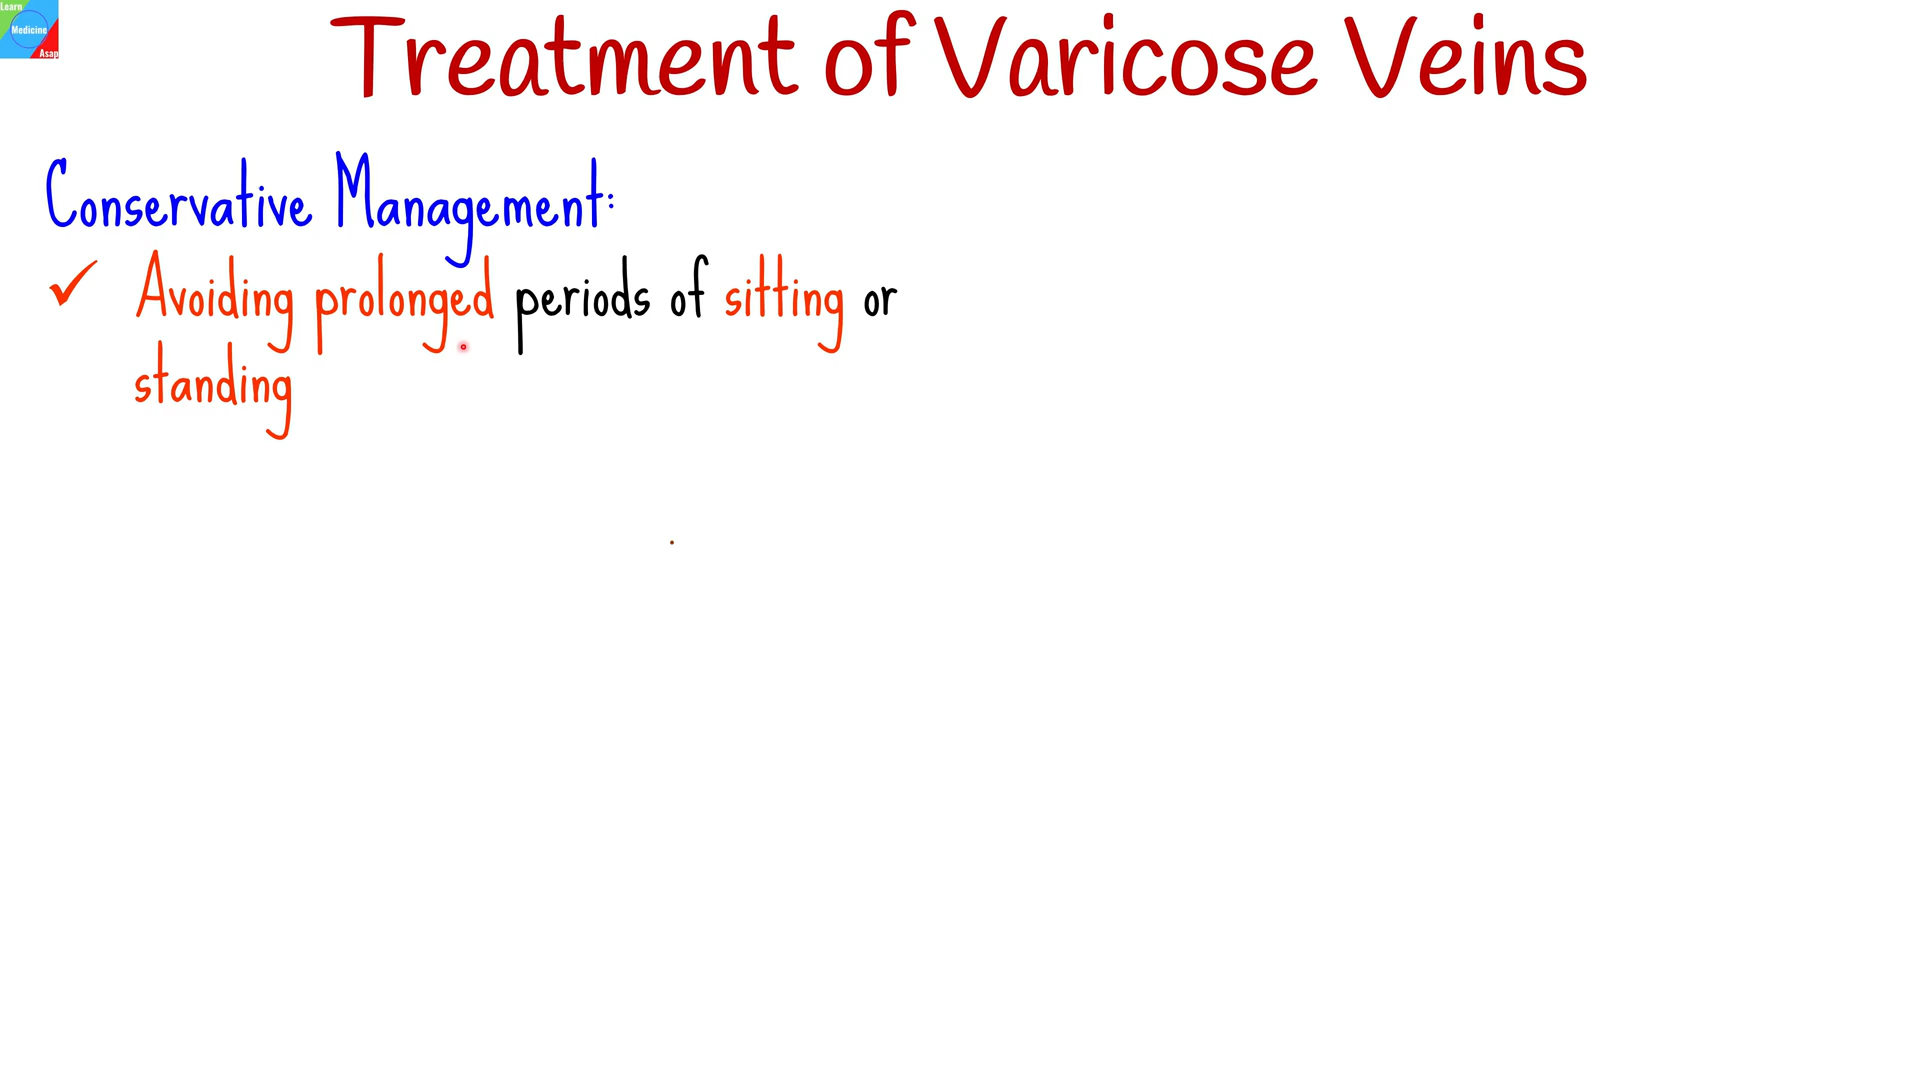 Learn
Medicine
Asap
Treatment of Varicose Veins
Conservative Management:
✓ Avoiding prolonged periods of sitting or
standing